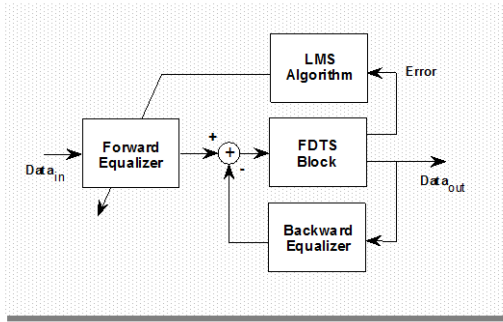 LMS
Algorithm
Error
Forward
Equalizer
+
+
-
FDTS
Block
Data in
Data out
Backward
Equalizer